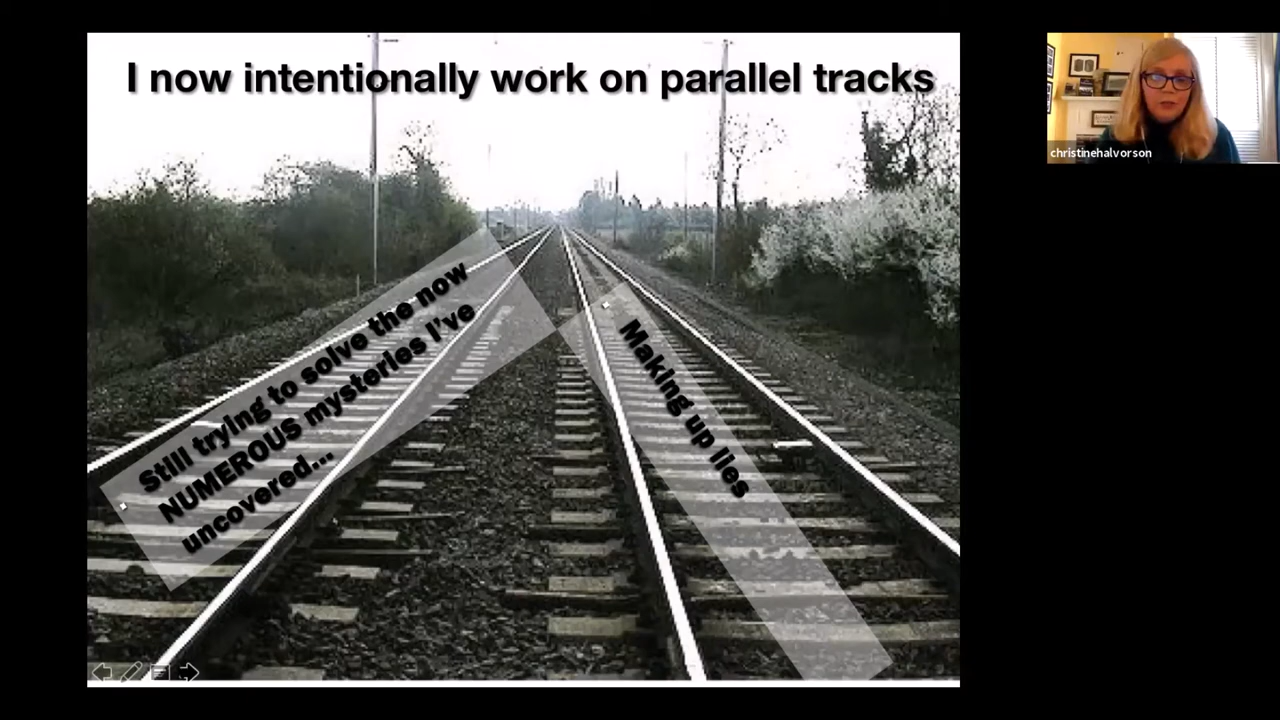 I now intentionally work on parallel tracks
christinehalvorson
Still trying to solve the now
NUMEROUS mysteries I've
uncovered...
Making up lies